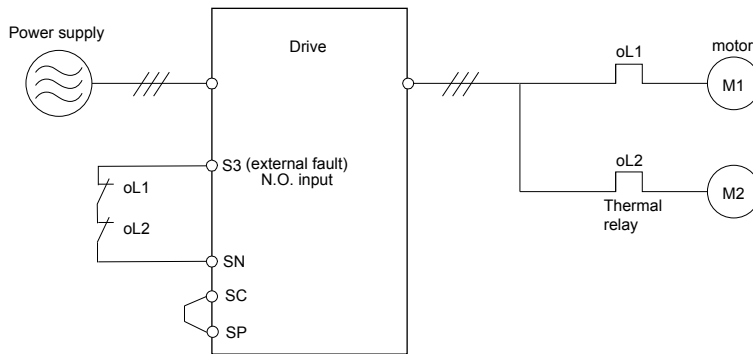 Power supply
Drive
oL1
motor
M1
S3 (external fault)
N.O. input
oL1
oL2
oL2
M2
Thermal
relay
SN
SC
SP